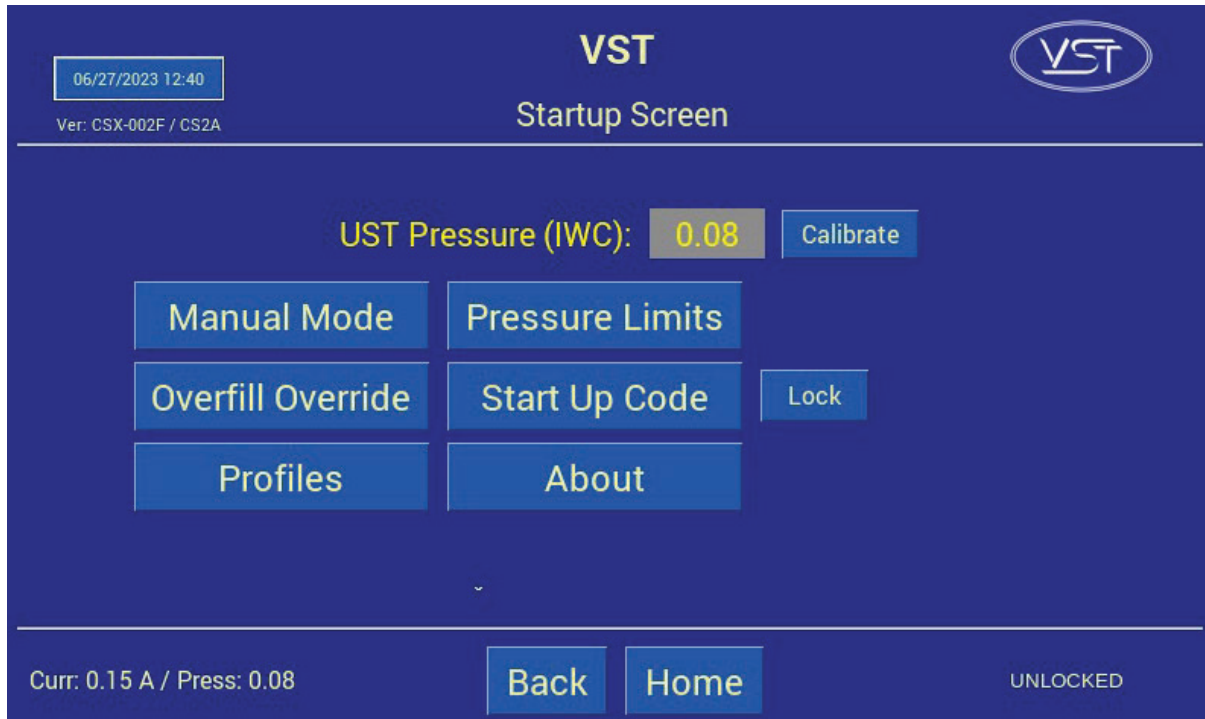 VST
VST
06/27/2023 12:40
Ver: CSX-002F / CS2A
Startup Screen
UST Pressure (IWC): 0.08 Calibrate
Manual Mode Pressure Limits
Overfill Override Start Up Code Lock
Profiles About
Curr: 0.15 A / Press: 0.08 Back Home UNLOCKED